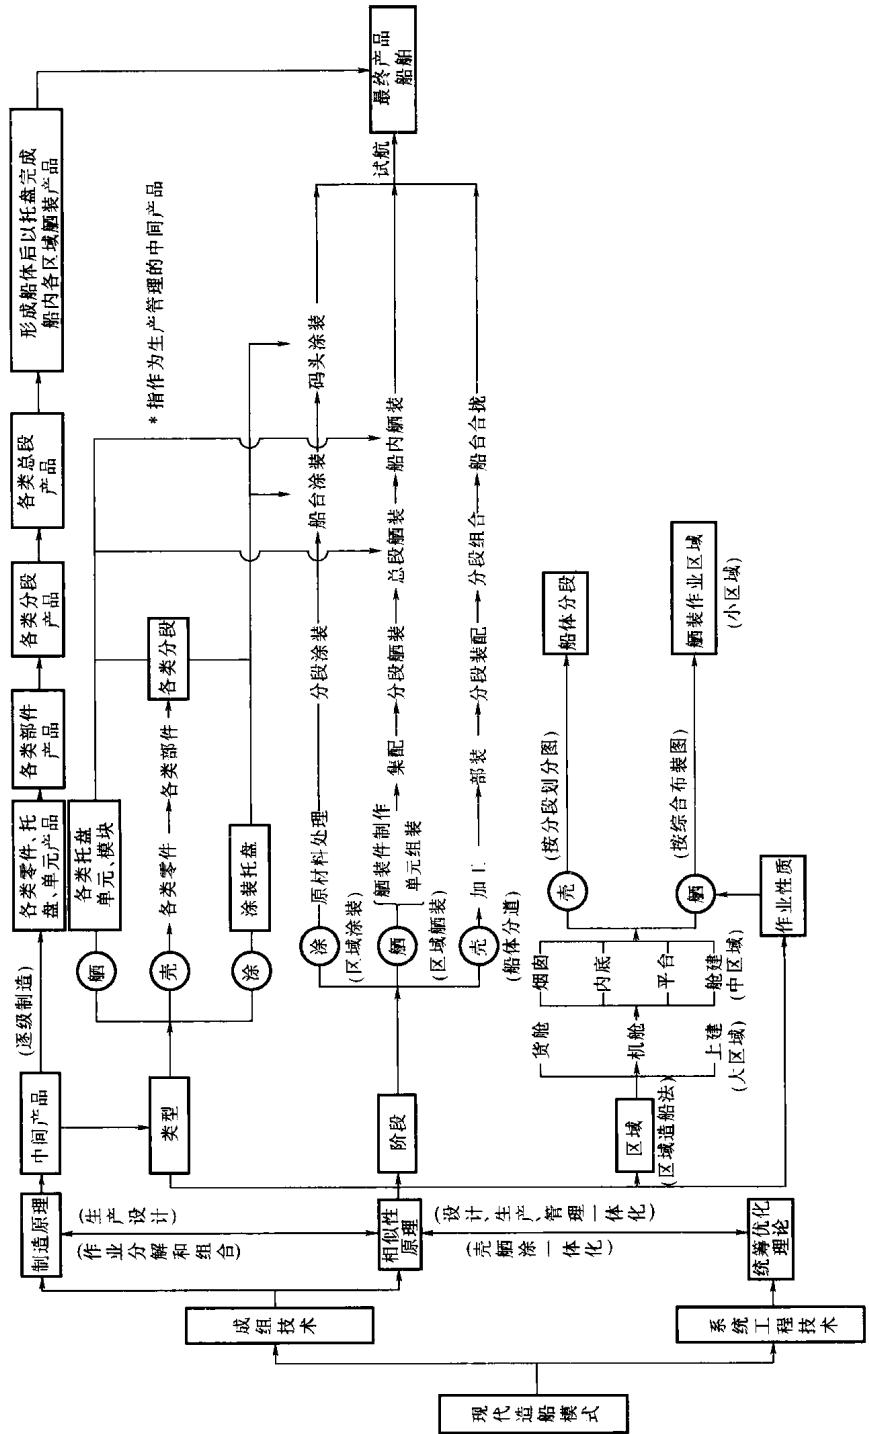 现代造船模式
成组技术
系统工程技术
制造原理
(生产设计)
(作业分解和组合)
相似性
原理
(设计、生产、管理一体化)
(壳舾涂一体化)
统筹优化
理论
中间产品
(逐级制造)
各类零件、托
盘、单元产品
各类部件
产品
各类分段
产品
各类总段
产品
形成船体后以托盘完成
船内各区域舾装产品
最终产品
船舶
类型
舾
各类托盘
单元、模块
壳
各类零件
各类部件
各类分段
涂
涂装托盘
*指作为生产管理的中间产品
阶段
涂
(区域涂装)
原材料处理
分段涂装
船台涂装
码头涂装
舾
(区域舾装)
舾装件制作
单元组装
集配
分段舾装
总段舾装
船内舾装
试航
壳
(船体分道)
加工
部装
分段装配
分段组合
船台合拢
区域
(区域造船法)
货舱
机舱
上建
(大区域)
烟囱
内底
平台
舱建
(中区域)
壳
(按分段划分图)
船体分段
舾
(按综合布装图)
舾装作业区域
(小区域)
作业性质